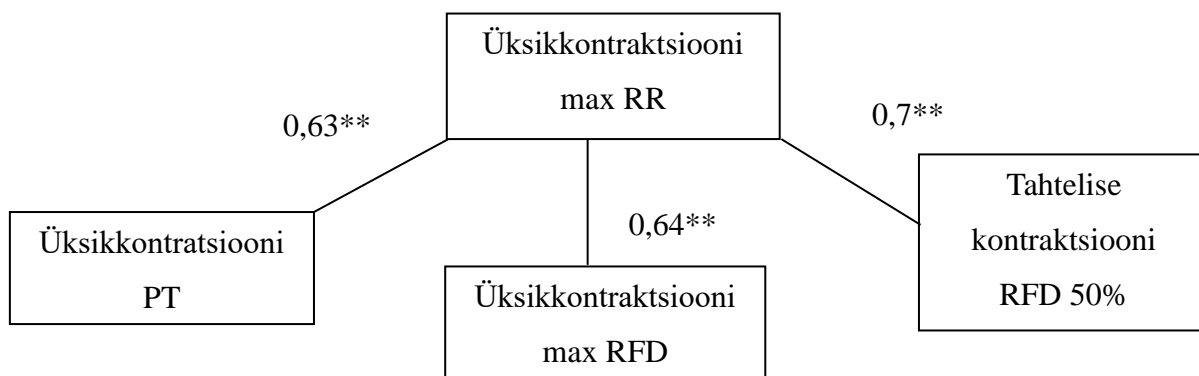 Üksikkontraktsiooni
max RR
0,63**
0,7**
Üksikkontratsiooni
PT
0,64**
Üksikkontraktsiooni
max RFD
Tahtelise
kontraktsiooni
RFD 50%